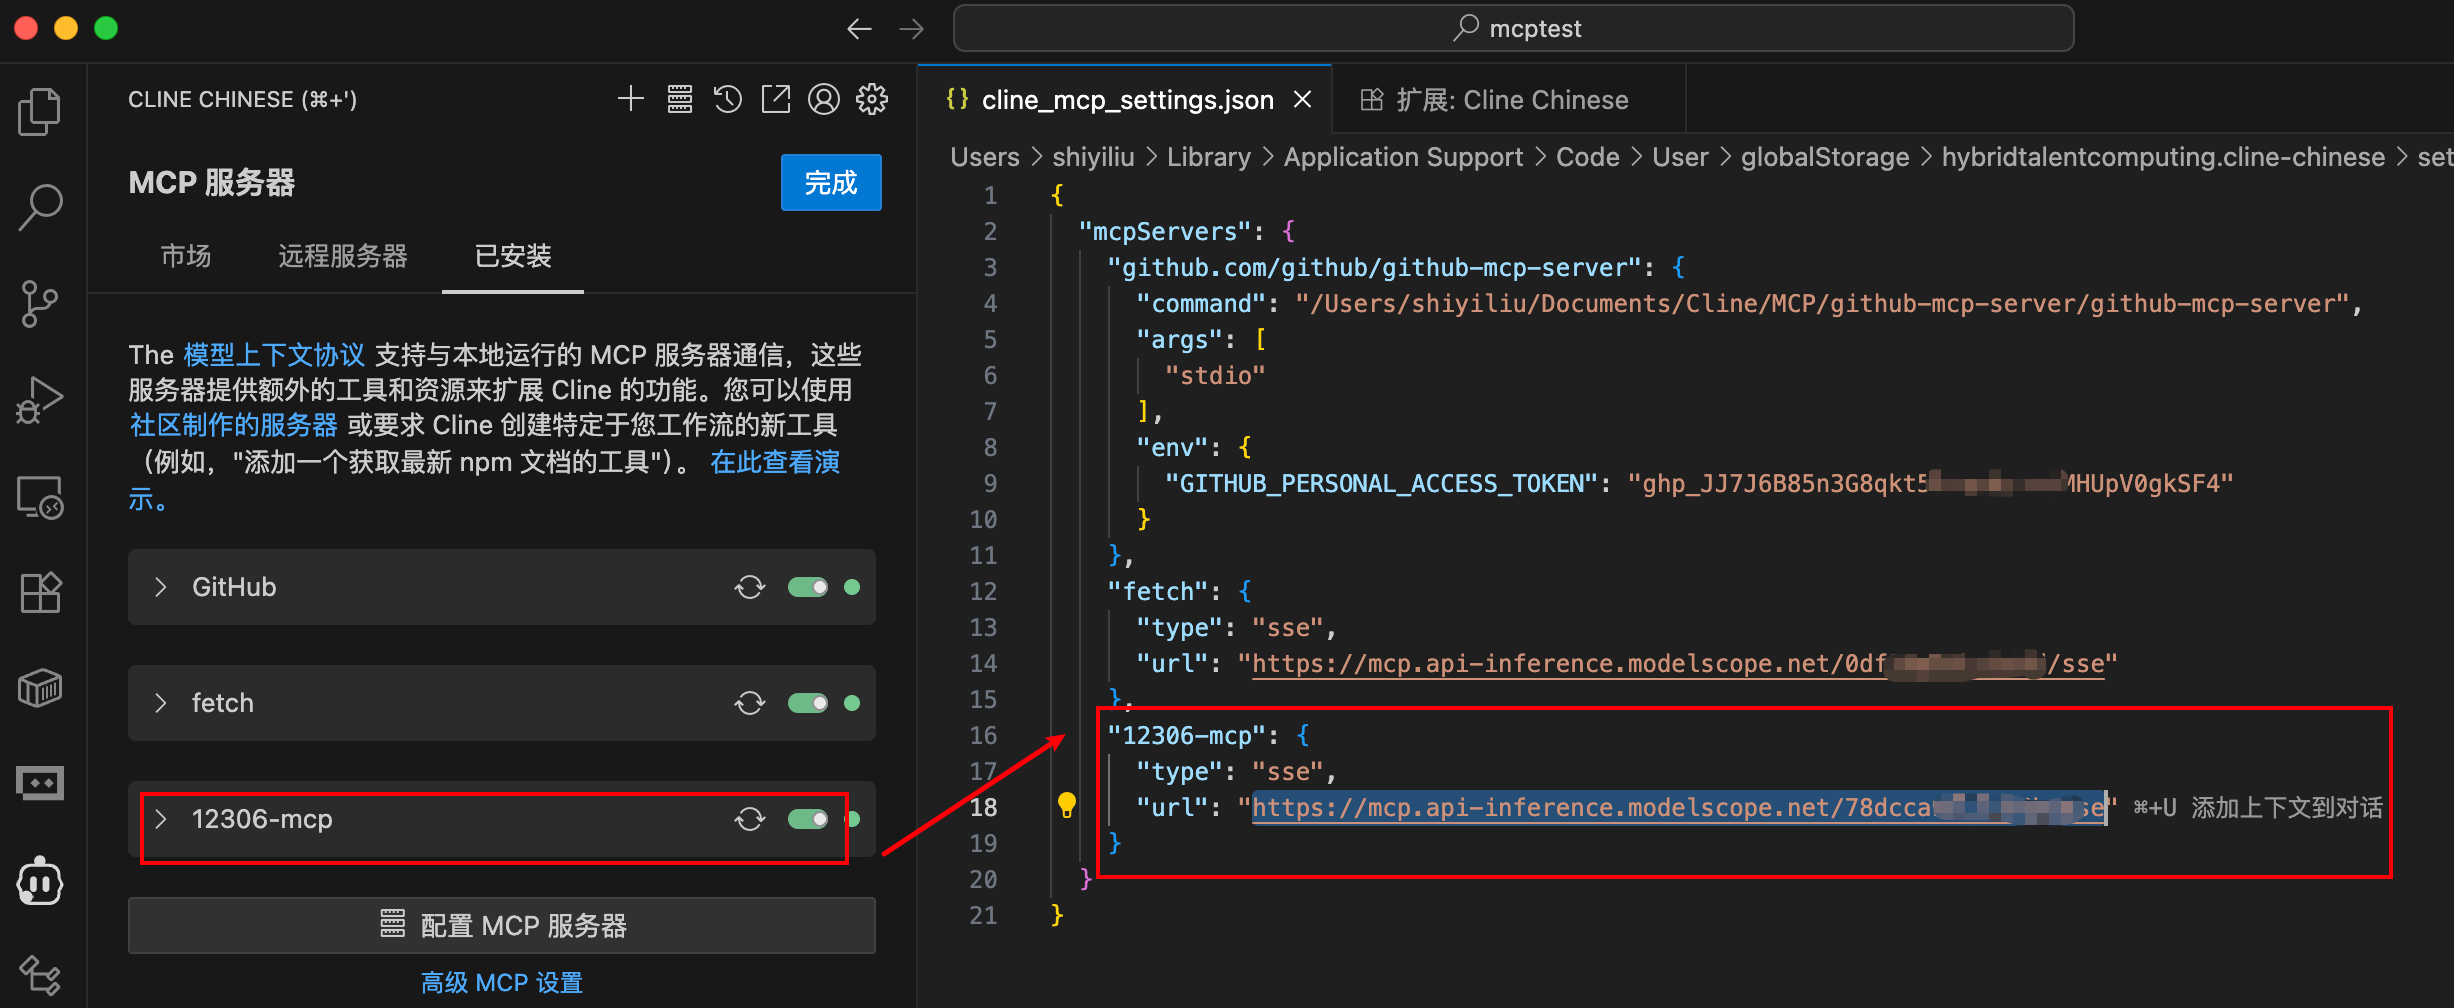 mcptest
CLINE CHINESE (⌘+')
MCP 服务器
完成
市场
远程服务器
已安装
The 模型上下文协议 支持与本地运行的 MCP 服务器通信，这些
服务器提供额外的工具和资源来扩展 Cline 的功能。您可以使用
社区制作的服务器 或要求 Cline 创建特定于您工作流的新工具
（例如，"添加一个获取最新 npm 文档的工具"）。 在此查看演
示。
GitHub
fetch
12306-mcp
配置 MCP 服务器
高级 MCP 设置
{} cline_mcp_settings.json
扩展: Cline Chinese
Users > shiyiliu > Library > Application Support > Code > User > globalStorage > hybridtalentcomputing.cline-chinese > set
1 {
2 "mcpServers": {
3 "github.com/github/github-mcp-server": {
4 "command": "/Users/shiyiliu/Documents/Cline/MCP/github-mcp-server/github-mcp-server",
5 "args": [
6 "stdio"
7 ],
8 "env": {
9 "GITHUB_PERSONAL_ACCESS_TOKEN": "ghp_JJ7J6B85n3G8qkt5 MHUpV0gkSF4"
10 }
11 },
12 "fetch": {
13 "type": "sse",
14 "url": "https://mcp.api-inference.modelscope.net/0df /sse"
15 },
16 "12306-mcp": {
17 "type": "sse",
18 "url": "https://mcp.api-inference.modelscope.net/78dcca se" ⌘+U 添加上下文到对话
19 }
20 }
21 }